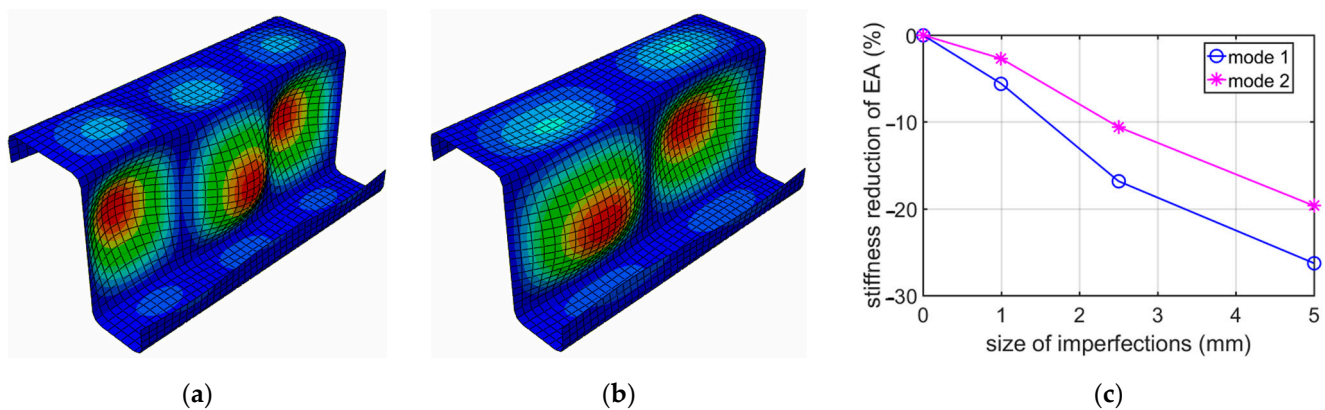 stiffness reduction of EA (%)
0
−10
−20
−30
mode 1
mode 2
0 1 2 3 4 5
size of imperfections (mm)
(a) (b) (c)